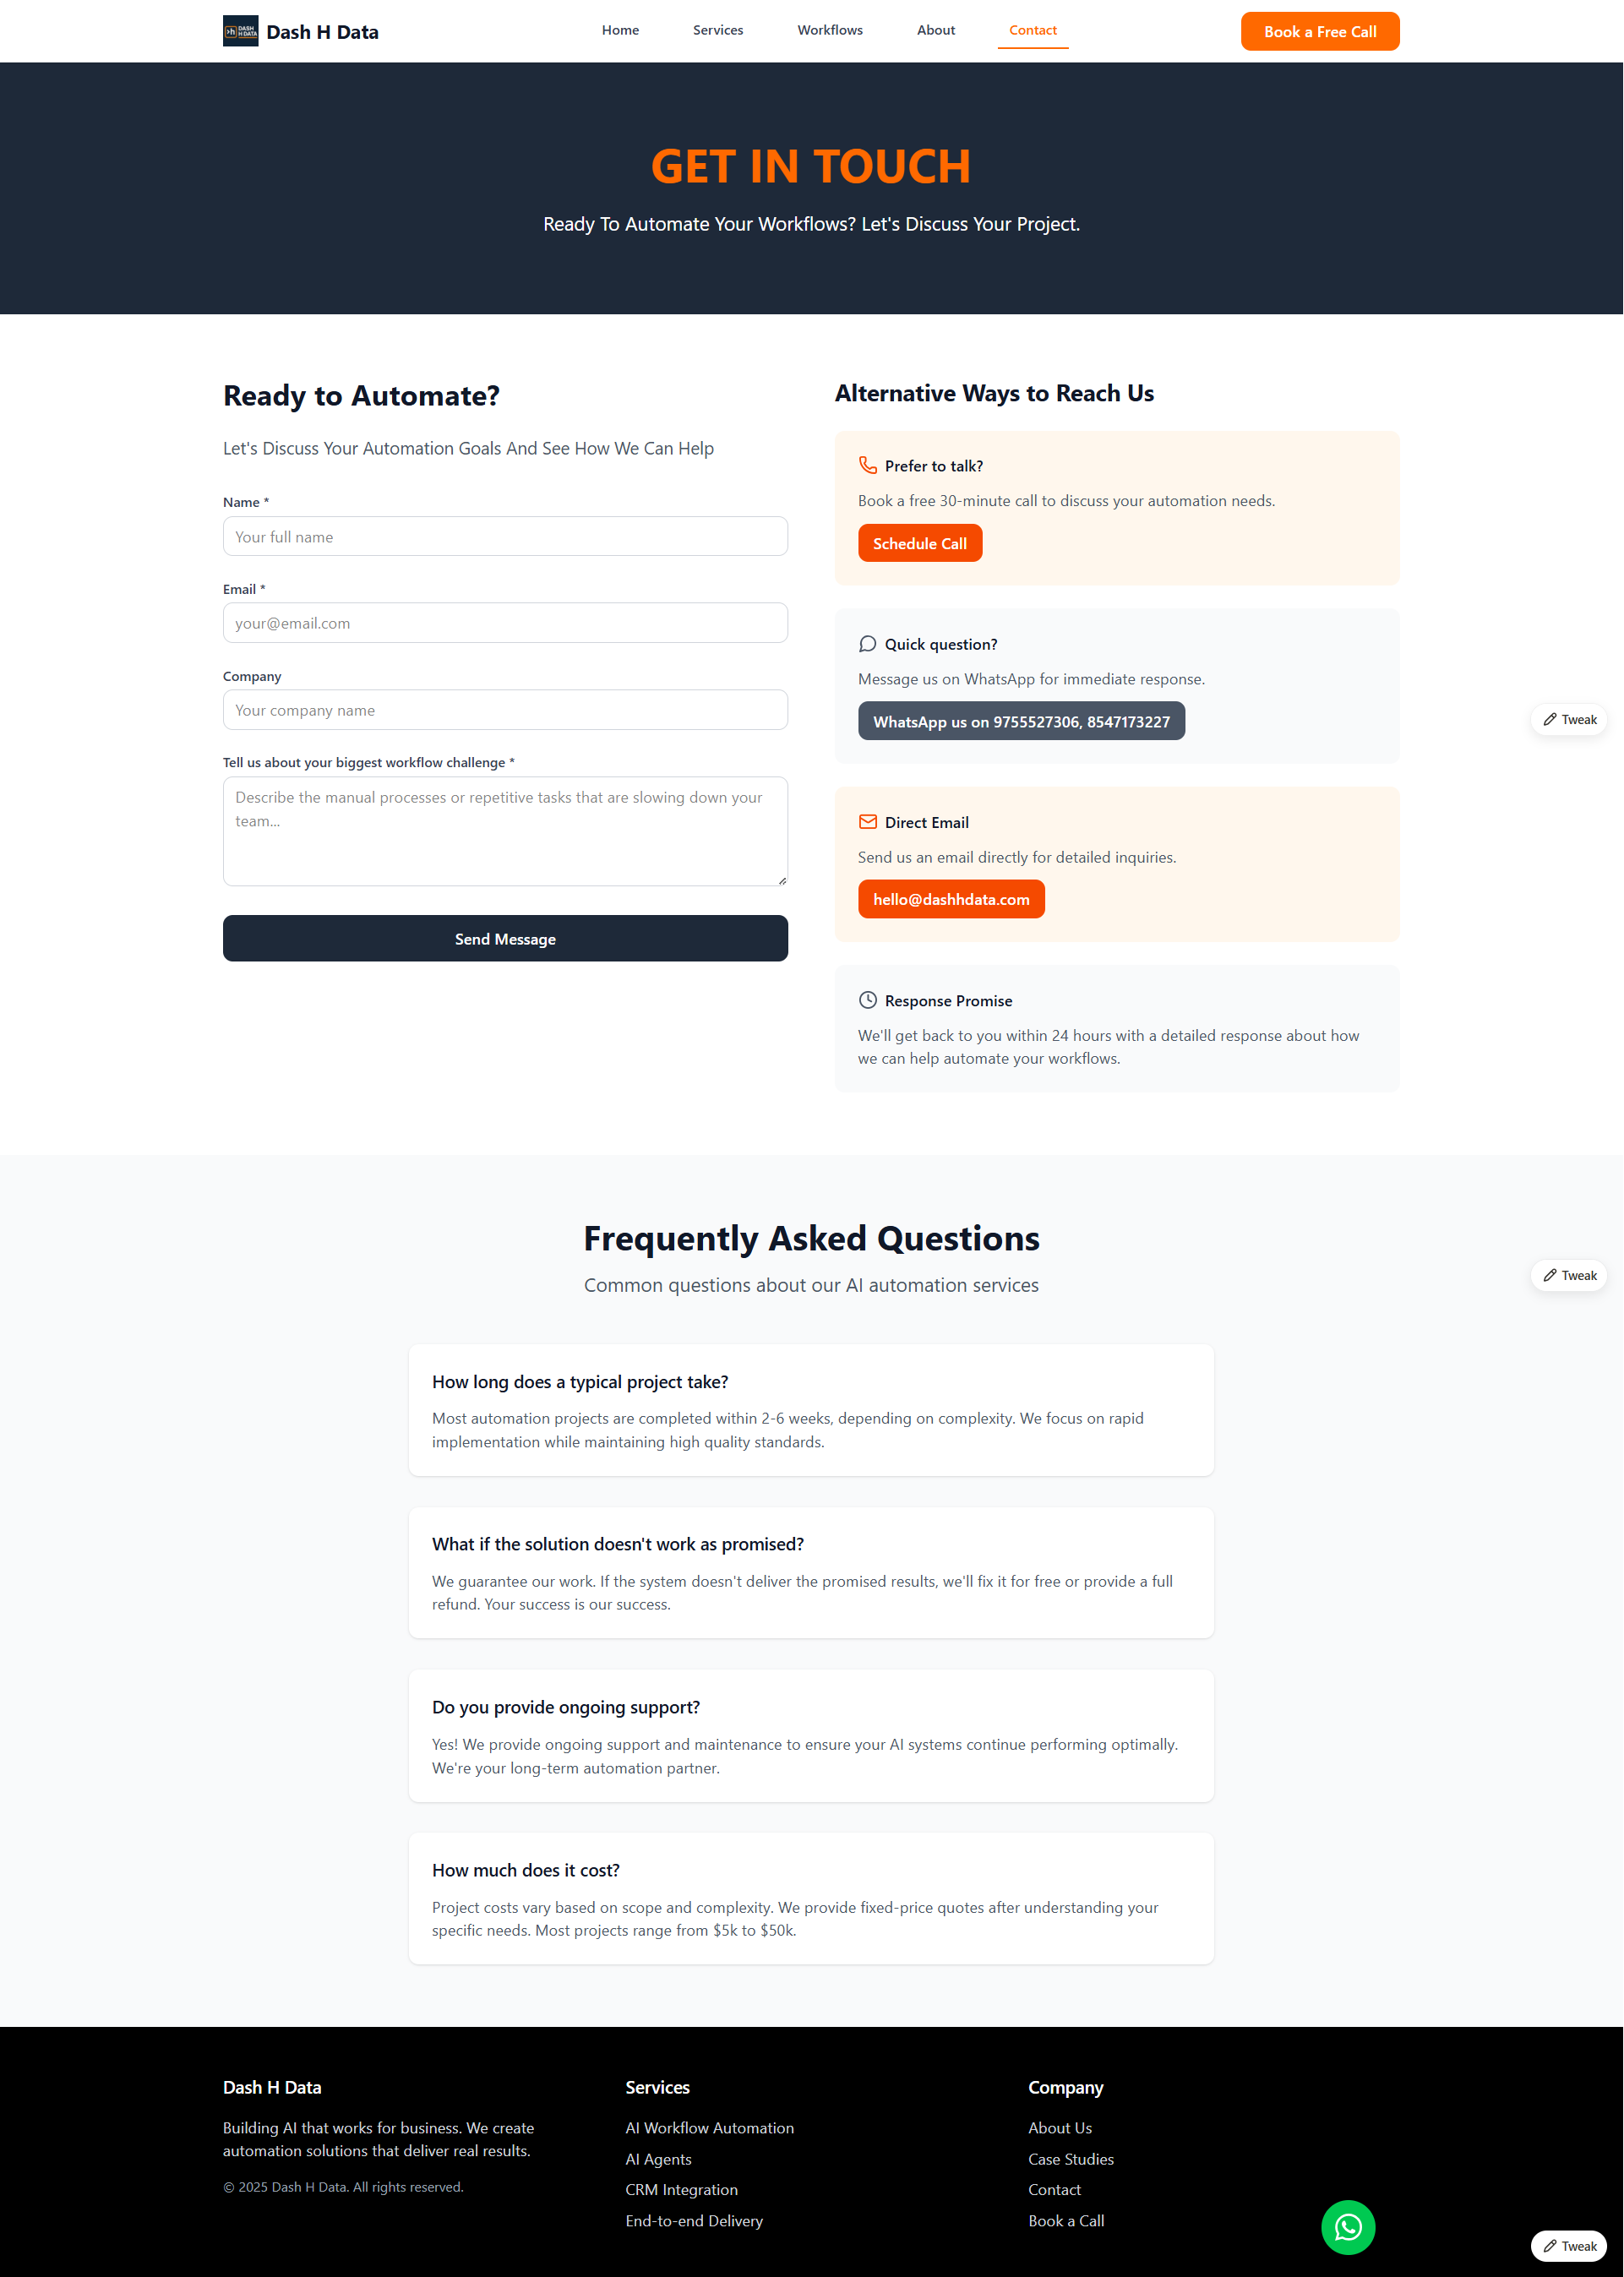 DASH
H DATA
Dash H Data
Home
Services
Workflows
About
Contact
Book a Free Call
GET IN TOUCH
Ready To Automate Your Workflows? Let's Discuss Your Project.
Ready to Automate?
Let's Discuss Your Automation Goals And See How We Can Help
Name *
Your full name
Email *
your@email.com
Company
Your company name
Tell us about your biggest workflow challenge *
Describe the manual processes or repetitive tasks that are slowing down your
team...
Send Message
Alternative Ways to Reach Us
Prefer to talk?
Book a free 30-minute call to discuss your automation needs.
Schedule Call
Quick question?
Message us on WhatsApp for immediate response.
WhatsApp us on 9755527306, 8547173227
Direct Email
Send us an email directly for detailed inquiries.
hello@dashhdata.com
Response Promise
We'll get back to you within 24 hours with a detailed response about how
we can help automate your workflows.
Tweak
Frequently Asked Questions
Common questions about our AI automation services
Tweak
How long does a typical project take?
Most automation projects are completed within 2-6 weeks, depending on complexity. We focus on rapid
implementation while maintaining high quality standards.
What if the solution doesn't work as promised?
We guarantee our work. If the system doesn't deliver the promised results, we'll fix it for free or provide a full
refund. Your success is our success.
Do you provide ongoing support?
Yes! We provide ongoing support and maintenance to ensure your AI systems continue performing optimally.
We're your long-term automation partner.
How much does it cost?
Project costs vary based on scope and complexity. We provide fixed-price quotes after understanding your
specific needs. Most projects range from $5k to $50k.
Dash H Data
Building AI that works for business. We create
automation solutions that deliver real results.
© 2025 Dash H Data. All rights reserved.
Services
AI Workflow Automation
AI Agents
CRM Integration
End-to-end Delivery
Company
About Us
Case Studies
Contact
Book a Call
Tweak